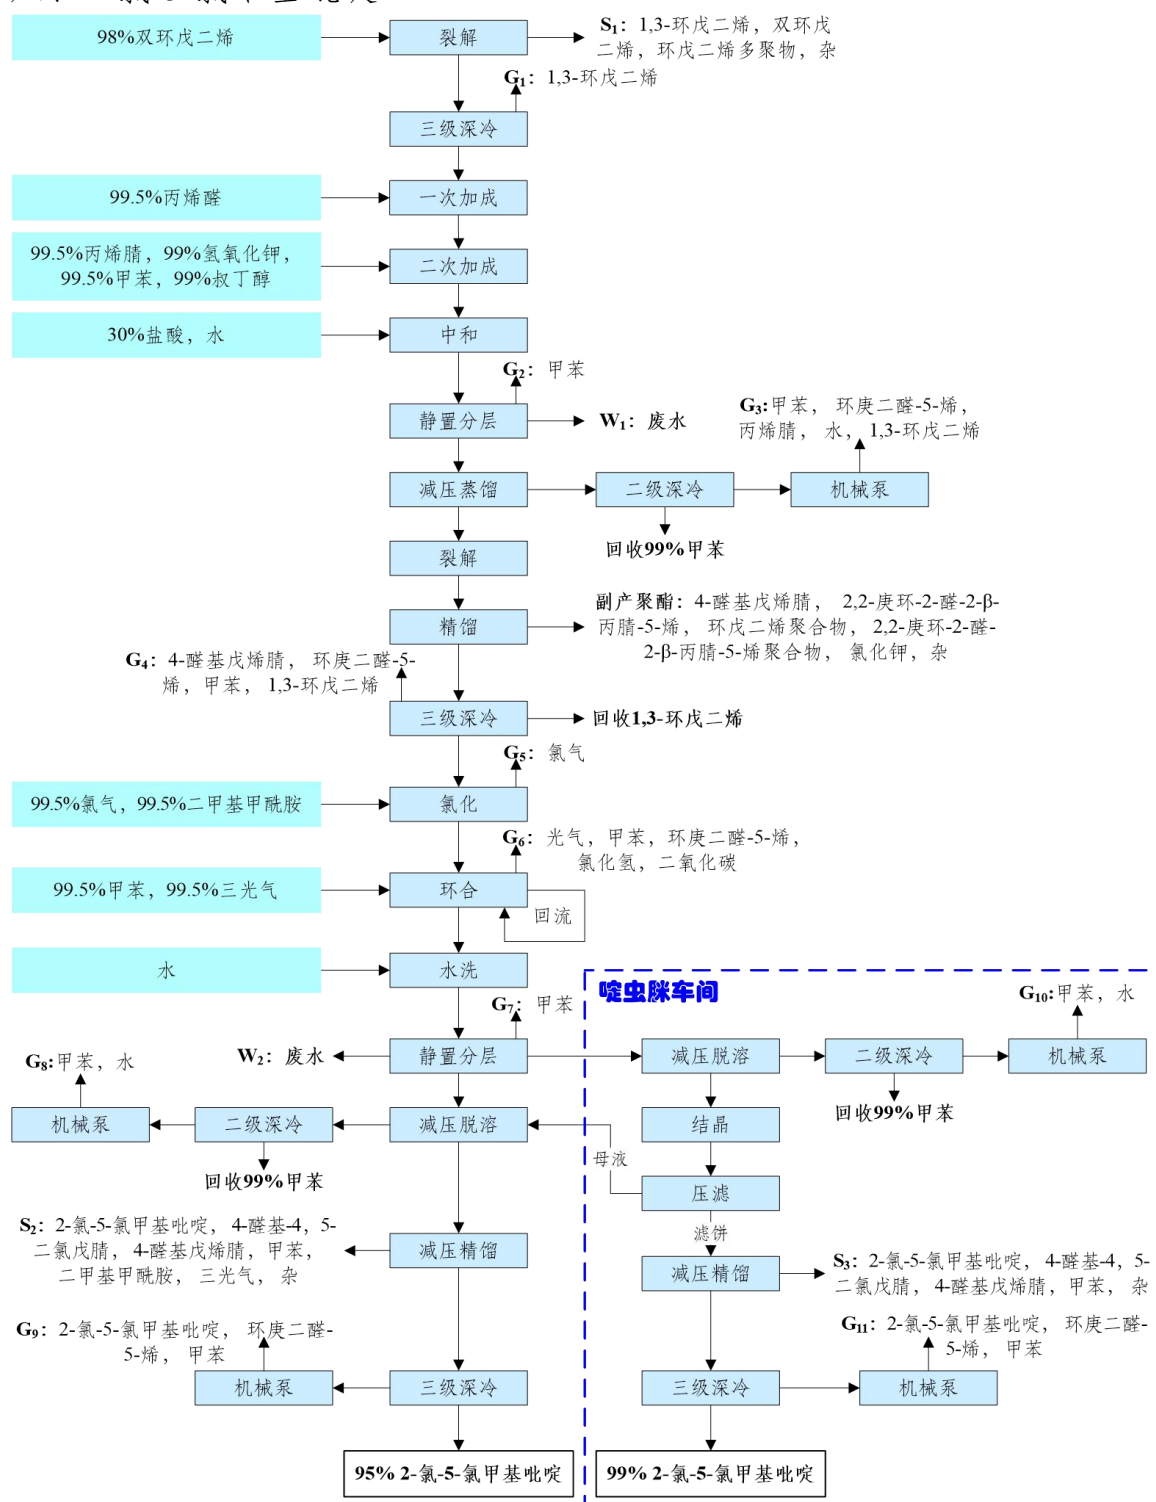 98%双环戊二烯
裂解
S₁：1,3-环戊二烯，双环戊
二烯，环戊二烯多聚物，杂
G₁：1,3-环戊二烯
三级深冷
99.5%丙烯醛
一次加成
99.5%丙烯腈，99%氢氧化钾，
99.5%甲苯，99%叔丁醇
二次加成
30%盐酸，水
中和
G₂：甲苯
静置分层
W₁：废水
G₃:甲苯， 环庚二醛-5-烯，
丙烯腈， 水， 1,3-环戊二烯
减压蒸馏
二级深冷
机械泵
回收99%甲苯
裂解
精馏
副产聚酯：4-醛基戊烯腈， 2,2-庚环-2-醛-2-β-
丙腈-5-烯， 环戊二烯聚合物， 2,2-庚环-2-醛-
2-β-丙腈-5-烯聚合物， 氯化钾，杂
G₄：4-醛基戊烯腈， 环庚二醛-5-
烯，甲苯， 1,3-环戊二烯
三级深冷
回收1,3-环戊二烯
G₅：氯气
99.5%氯气，99.5%二甲基甲酰胺
氯化
G₆：光气，甲苯，环庚二醛-5-烯，
氯化氢，二氧化碳
99.5%甲苯，99.5%三光气
环合
回流
水
水洗
啶虫脒车间
G₇：甲苯
G₁₀:甲苯，水
W₂：废水
静置分层
减压脱溶
二级深冷
机械泵
G₈:甲苯，水
回收99%甲苯
机械泵
二级深冷
减压脱溶
结晶
回收99%甲苯
母液
压滤
滤饼
S₂：2-氯-5-氯甲基吡啶，4-醛基-4，5-
二氯戊腈，4-醛基戊烯腈，甲苯，
二甲基甲酰胺， 三光气，杂
减压精馏
减压精馏
S₃：2-氯-5-氯甲基吡啶，4-醛基-4，5-
二氯戊腈，4-醛基戊烯腈，甲苯，杂
G₉：2-氯-5-氯甲基吡啶， 环庚二醛-
5-烯， 甲苯
G₁₁：2-氯-5-氯甲基吡啶， 环庚二醛-
5-烯， 甲苯
机械泵
三级深冷
三级深冷
机械泵
95% 2-氯-5-氯甲基吡啶
99% 2-氯-5-氯甲基吡啶